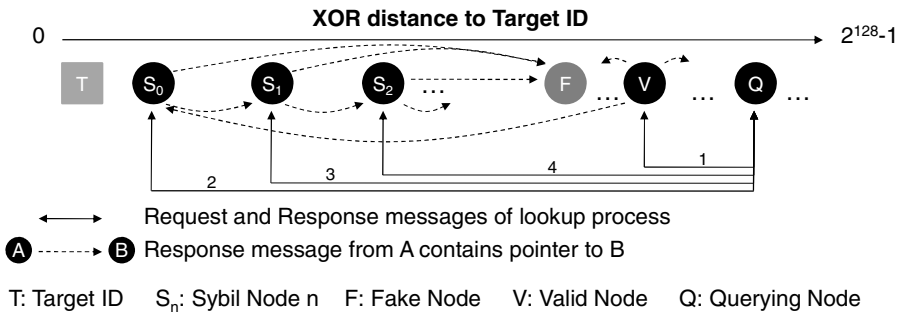 XOR distance to Target ID
0 2¹²⁸-1
T S₀ S₁ S₂ ... F ... V ... Q ...
1
4
3
2
Request and Response messages of lookup process
A B Response message from A contains pointer to B
T: Target ID Sₙ: Sybil Node n F: Fake Node V: Valid Node Q: Querying Node